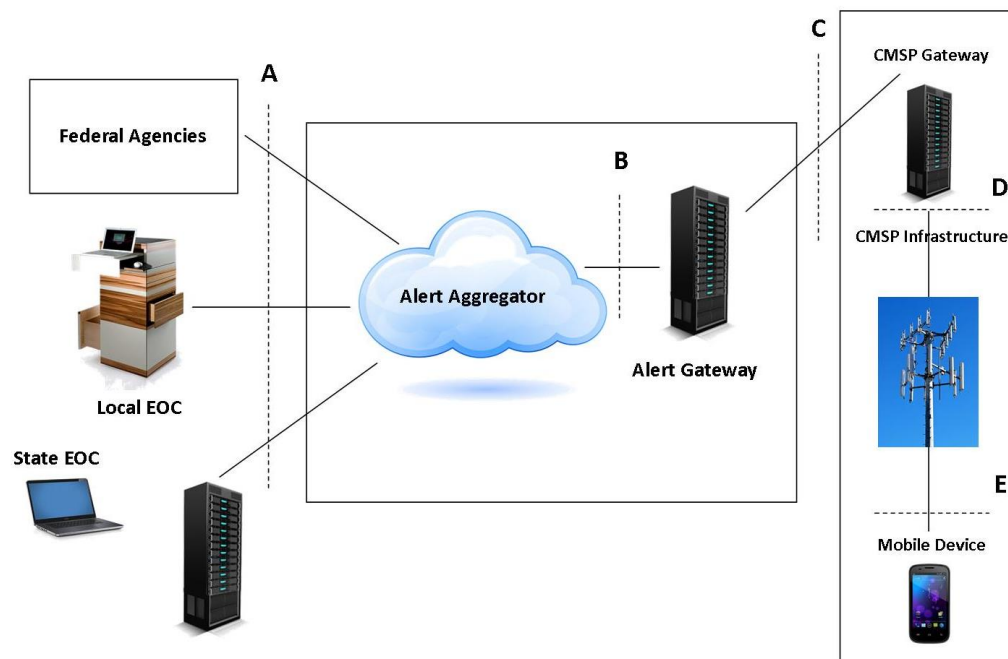 A
Federal Agencies
Local EOC
State EOC
Alert Aggregator
B
Alert Gateway
C
CMSP Gateway
D
CMSP Infrastructure
E
Mobile Device